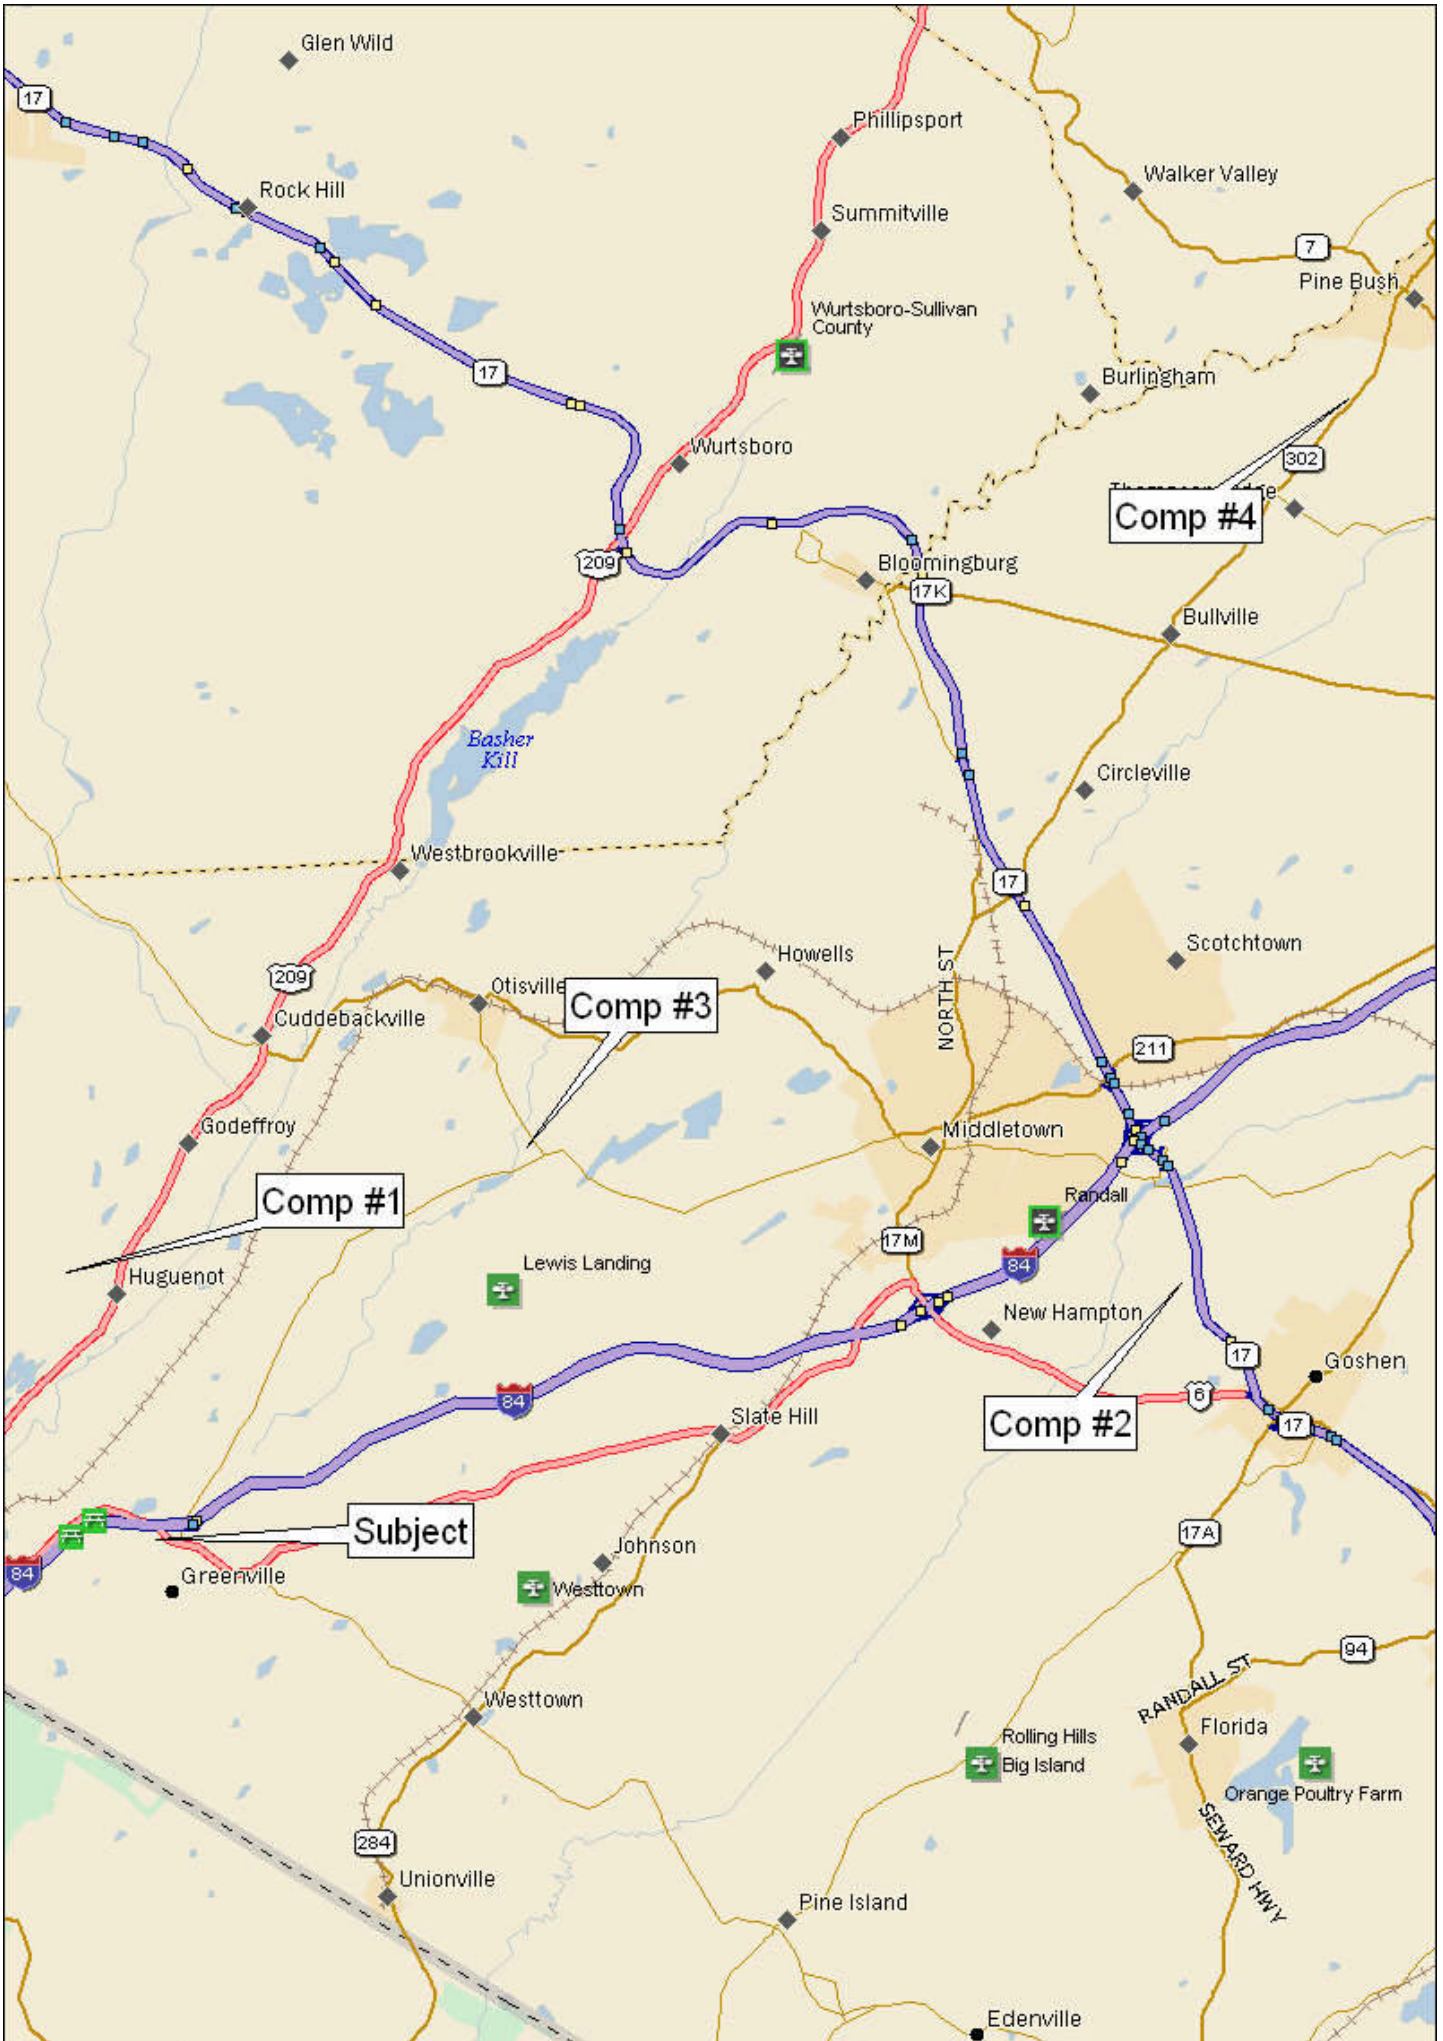 Glen Wild
17
Phillipsport
Walker Valley
Rock Hill
Summitville
7
Pine Bush
Wurtsboro-Sullivan
County
17
Burlingham
Wurtsboro
302
Comp #4
209
Bloomingburg
17K
Bullville
Basher
Kill
Circleville
Westbrookville
17
Scotchtown
Howells
NORTH ST
209
Otisville
Comp #3
Cuddebackville
211
Godeffroy
Middletown
Comp #1
Randall
17M
84
Lewis Landing
Huguenot
New Hampton
17
Goshen
84
6
Slate Hill
Comp #2
17
Subject
17A
Johnson
84
Greenville
Westtown
94
RANDALL ST
Westtown
Florida
Rolling Hills
Big Island
Orange Poultry Farm
SEWARD HWY
284
Unionville
Pine Island
Edenville